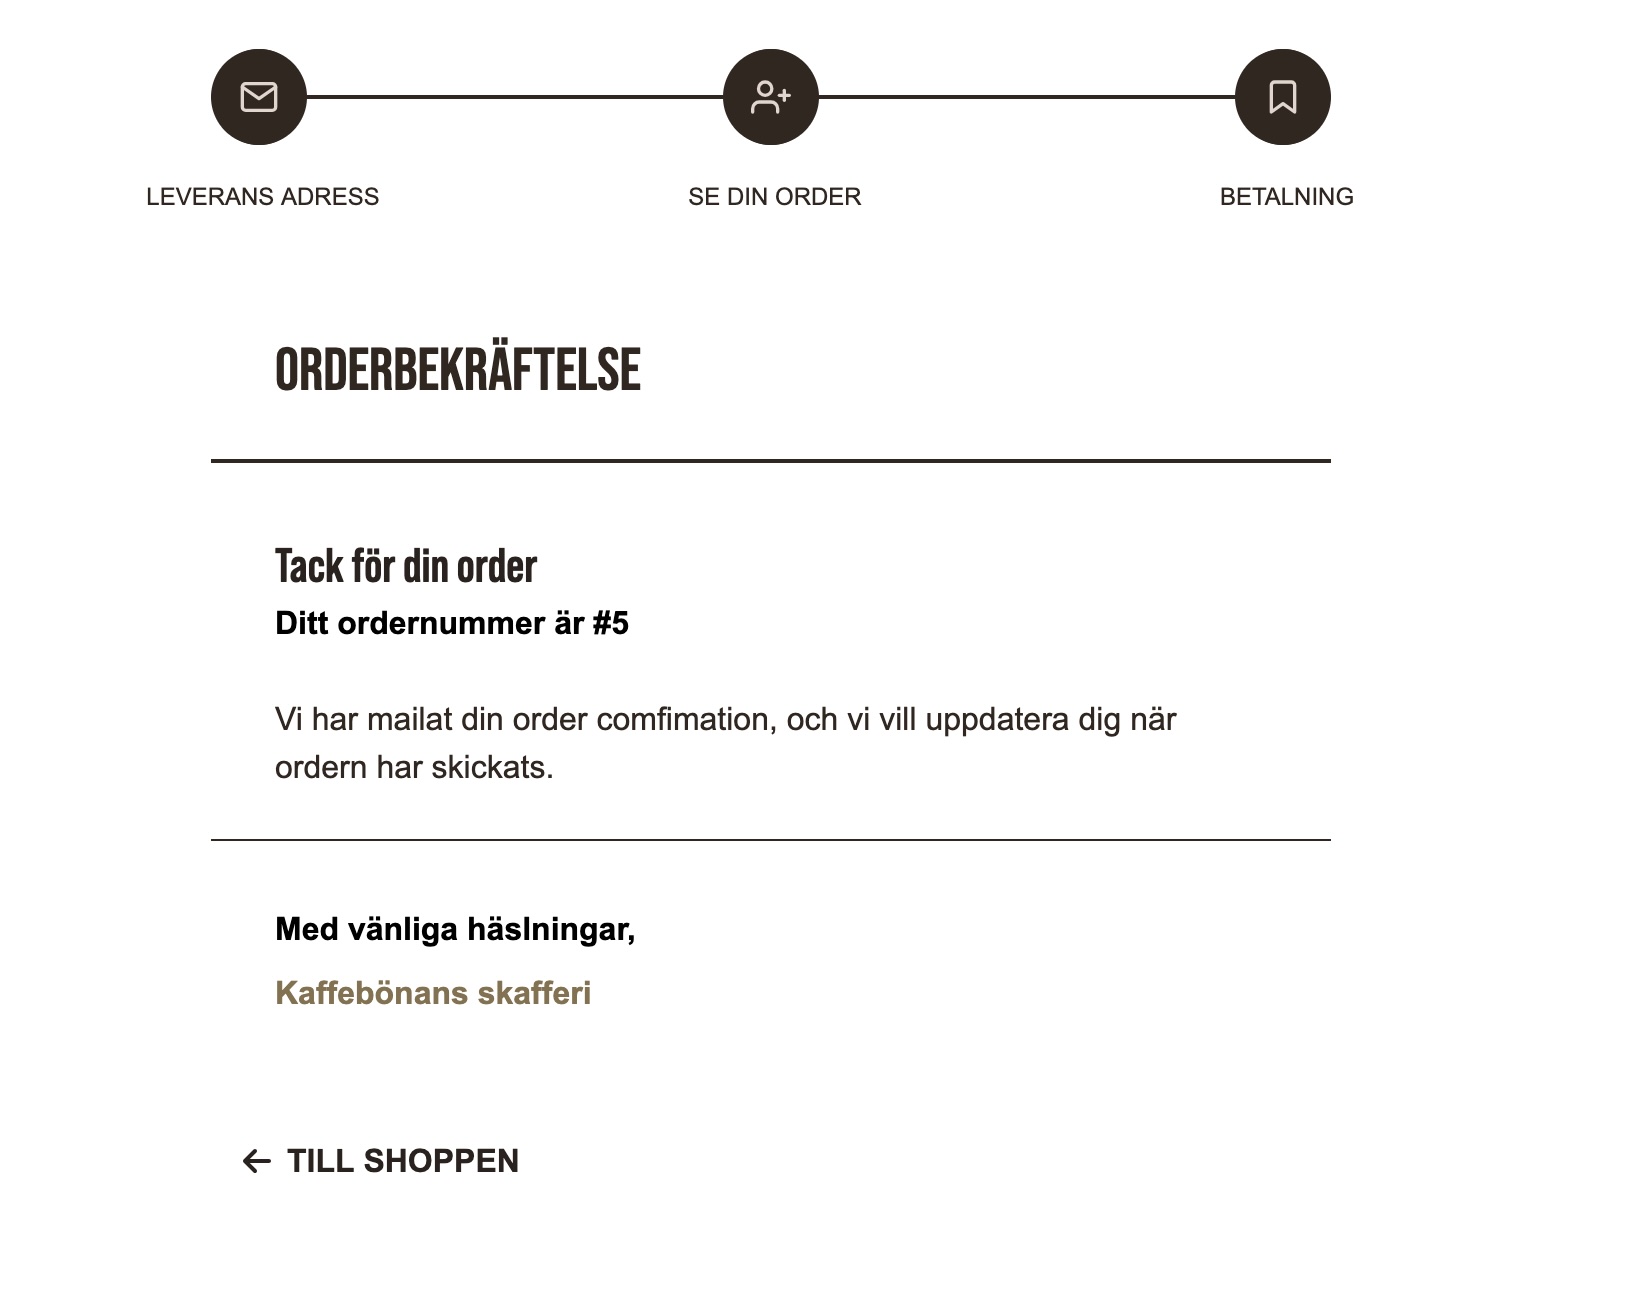 LEVERANS ADRESS
SE DIN ORDER
BETALNING
ORDERBEKRÄFTELSE
Tack för din order
Ditt ordernummer är #5
Vi har mailat din order comfimation, och vi vill uppdatera dig när
ordern har skickats.
Med vänliga häslningar,
Kaffebönans skafferi
TILL SHOPPEN